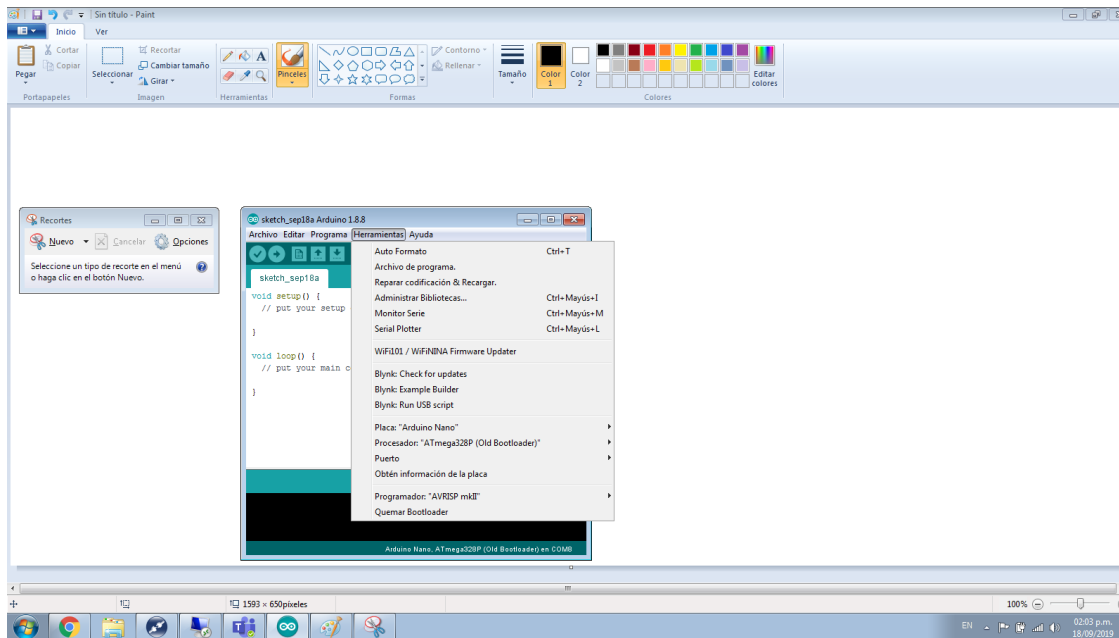 Sin título - Paint
Inicio Ver
Pegar
Cortar
Copiar
Portapapeles
Seleccionar
Recortar
Cambiar tamaño
Girar
Imagen
A
Herramientas
Pinceles
Contorno
Rellenar
Formas
Tamaño
Color 1
Color 2
Editar colores
Colores
Recortes
Nuevo Cancelar Opciones
Seleccione un tipo de recorte en el menú
o haga clic en el botón Nuevo.
sketch_sep18a Arduino 1.8.8
Archivo Editar Programa Herramientas Ayuda
sketch_sep18a
void setup() {
// put your setup
}
void loop() {
// put your main c
}
Auto Formato Ctrl+T
Archivo de programa.
Reparar codificación & Recargar.
Administrar Bibliotecas... Ctrl+Mayús+I
Monitor Serie Ctrl+Mayús+M
Serial Plotter Ctrl+Mayús+L
WiFi101 / WiFiNINA Firmware Updater
Blynk: Check for updates
Blynk: Example Builder
Blynk: Run USB script
Placa: "Arduino Nano"
Procesador: "ATmega328P (Old Bootloader)"
Puerto
Obtén información de la placa
Programador: "AVRISP mkII"
Quemar Bootloader
Arduino Nano, ATmega328P (Old Bootloader) en COM8
1593 × 650píxeles
100%
EN
02:03 p.m.
18/09/2019